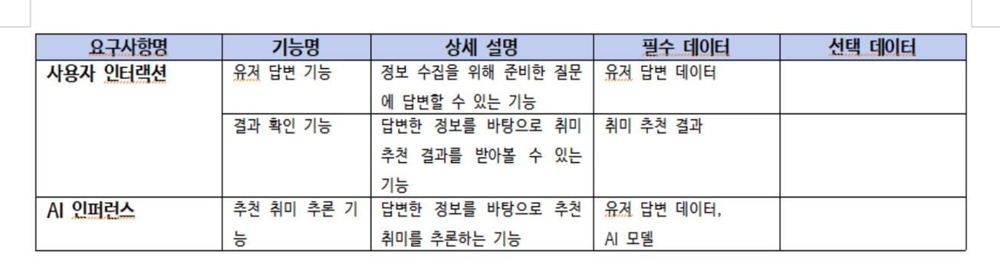 요구사항명 기능명 상세 설명 필수 데이터 선택 데이터
사용자 인터랙션 유저 답변 기능 정보 수집을 위해 준비한 질문 유저 답변 데이터
에 답변할 수 있는 기능
결과 확인 기능 답변한 정보를 바탕으로 취미 취미 추천 결과
추천 결과를 받아볼 수 있는
기능
AI 인퍼런스 추천 취미 추론 기 답변한 정보를 바탕으로 추천 유저 답변 데이터,
능 취미를 추론하는 기능 AI 모델